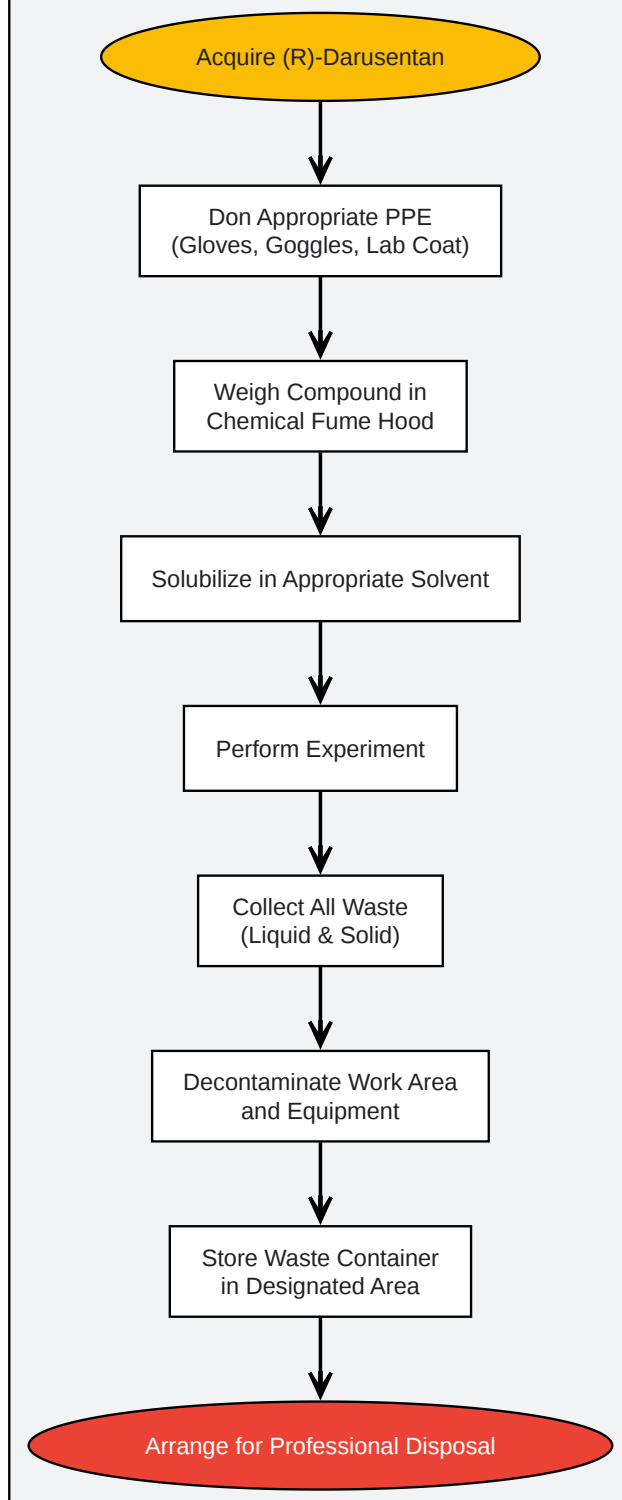 Acquire (R)-Darusentan
Don Appropriate PPE
(Gloves, Goggles, Lab Coat)
Weigh Compound in
Chemical Fume Hood
Solubilize in Appropriate Solvent
Perform Experiment
Collect All Waste
(Liquid & Solid)
Decontaminate Work Area
and Equipment
Store Waste Container
in Designated Area
Arrange for Professional Disposal